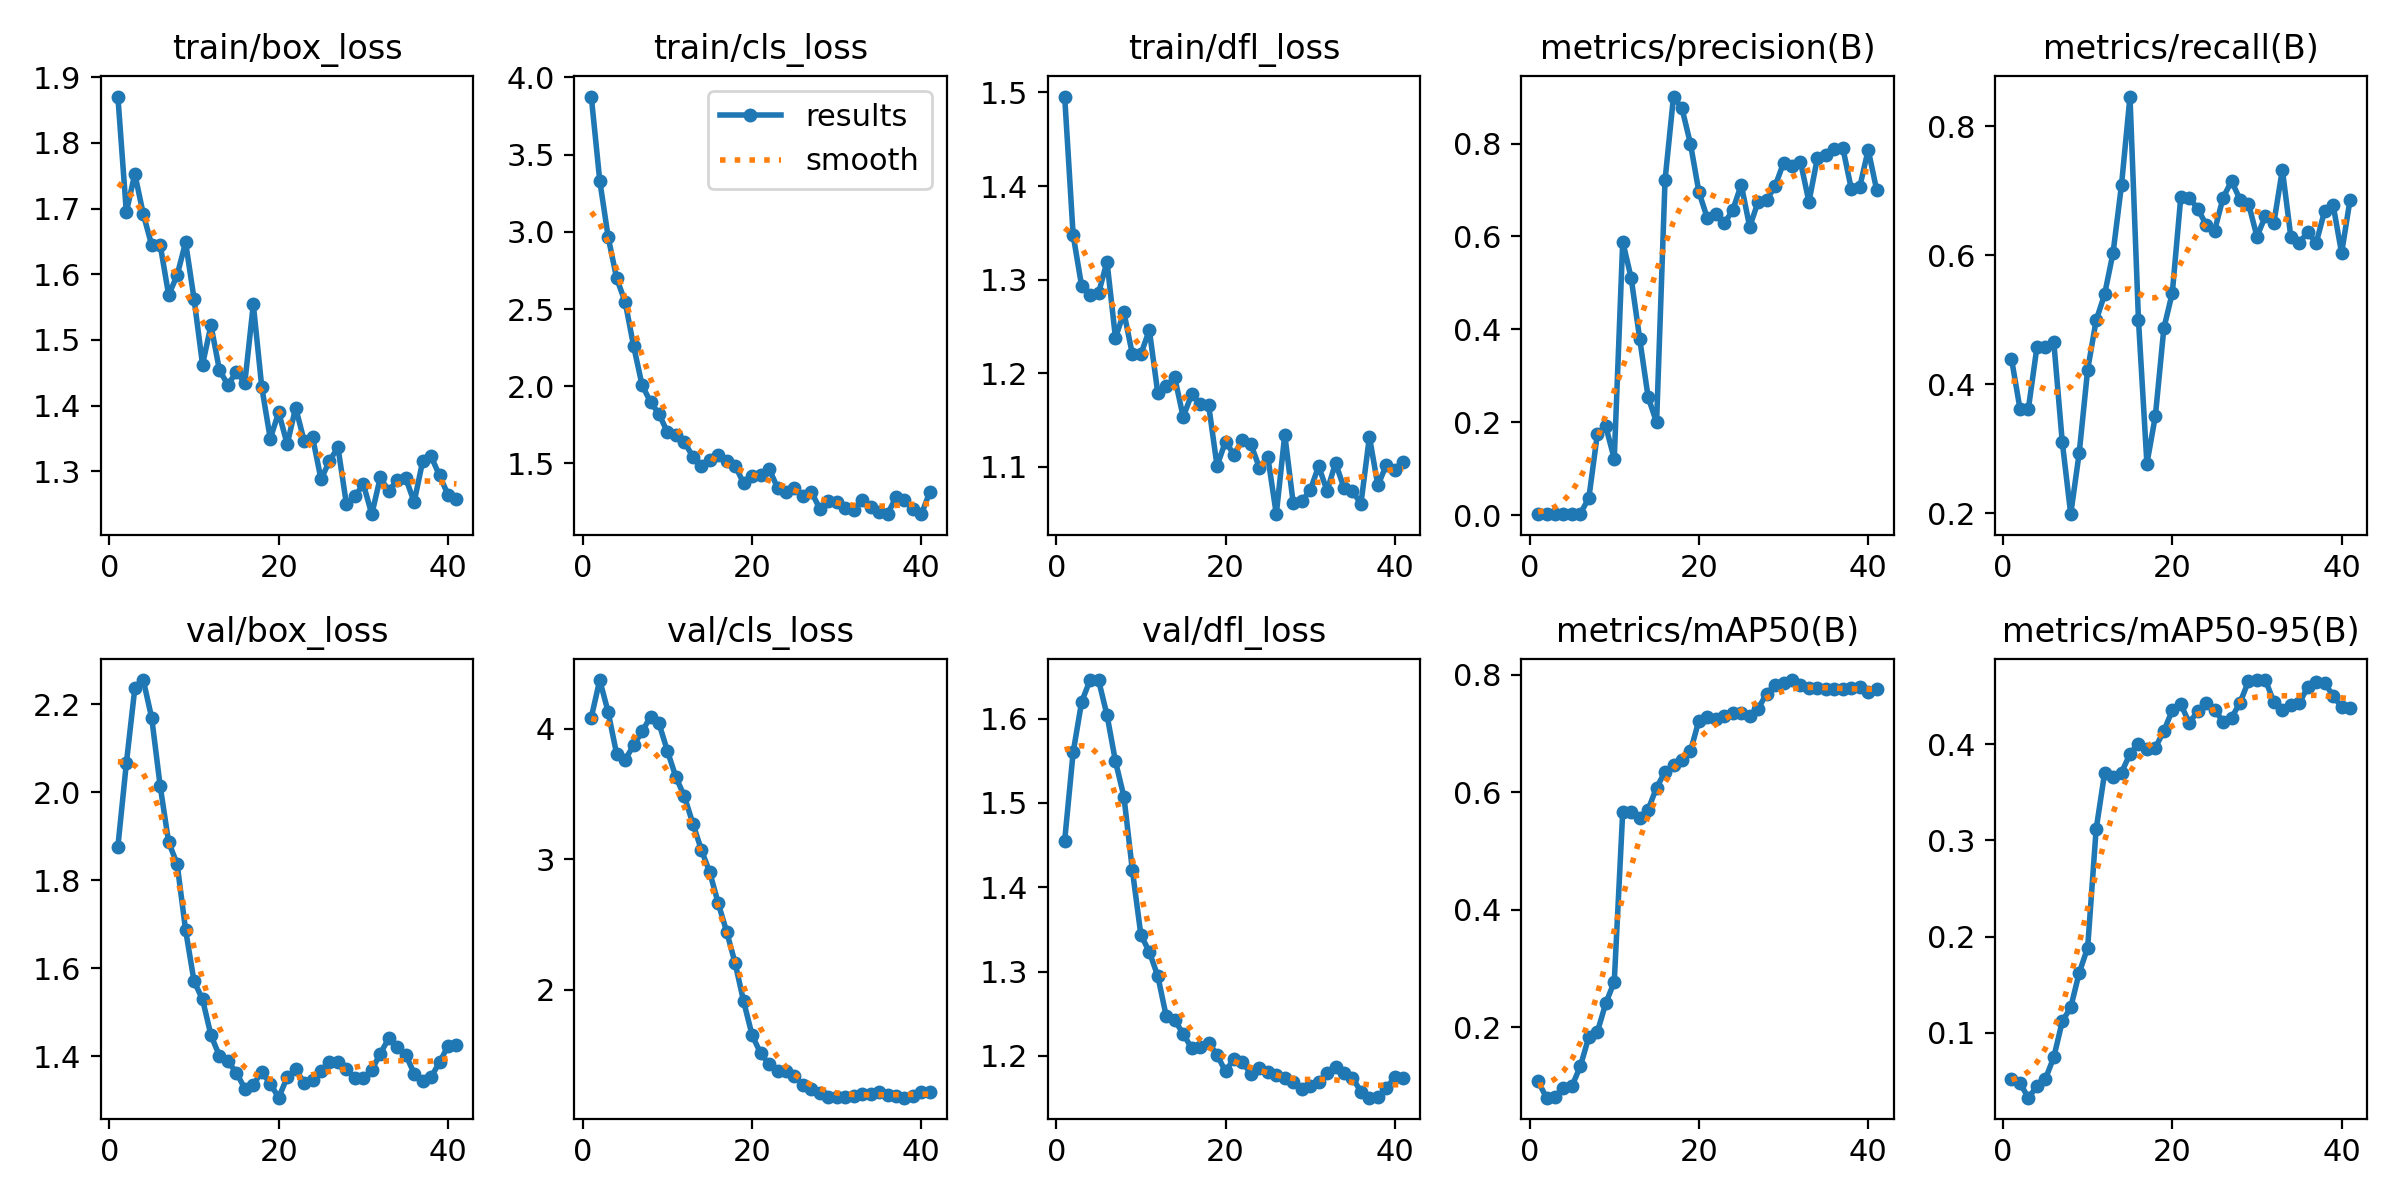 train/box_loss
1.9
1.8
1.7
1.6
1.5
1.4
1.3
0 20 40
train/cls_loss
results
smooth
4.0
3.5
3.0
2.5
2.0
1.5
0 20 40
train/dfl_loss
1.5
1.4
1.3
1.2
1.1
0 20 40
metrics/precision(B)
0.8
0.6
0.4
0.2
0.0
0 20 40
metrics/recall(B)
0.8
0.6
0.4
0.2
0 20 40
val/box_loss
2.2
2.0
1.8
1.6
1.4
0 20 40
val/cls_loss
4
3
2
0 20 40
val/dfl_loss
1.6
1.5
1.4
1.3
1.2
0 20 40
metrics/mAP50(B)
0.8
0.6
0.4
0.2
0 20 40
metrics/mAP50-95(B)
0.4
0.3
0.2
0.1
0 20 40